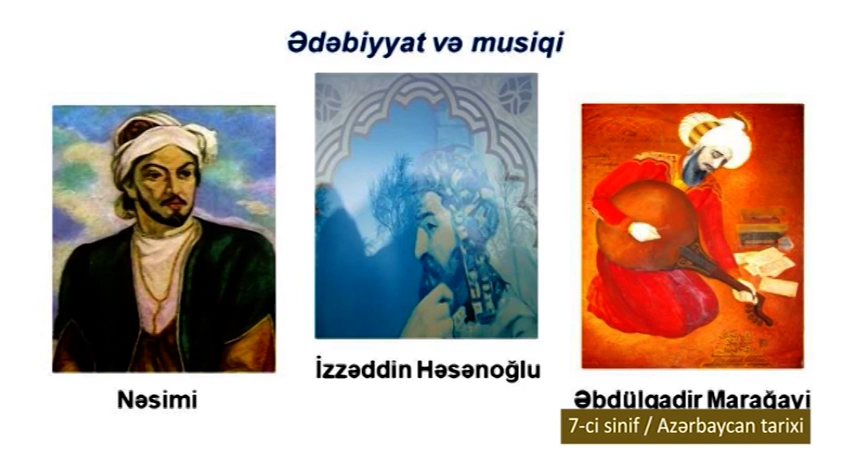 Ədəbiyyat və musiqi
Nəsimi
İzzəddin Həsənoğlu
Əbdülqadir Marağayi
7-ci sinif / Azərbaycan tarixi